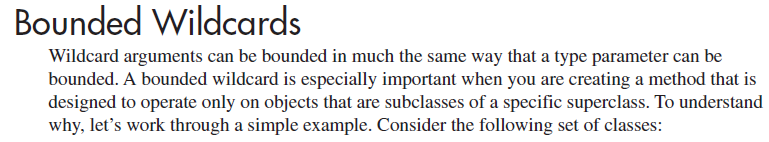 Bounded Wildcards
Wildcard arguments can be bounded in much the same way that a type parameter can be
bounded. A bounded wildcard is especially important when you are creating a method that is
designed to operate only on objects that are subclasses of a specific superclass. To understand
why, let’s work through a simple example. Consider the following set of classes: